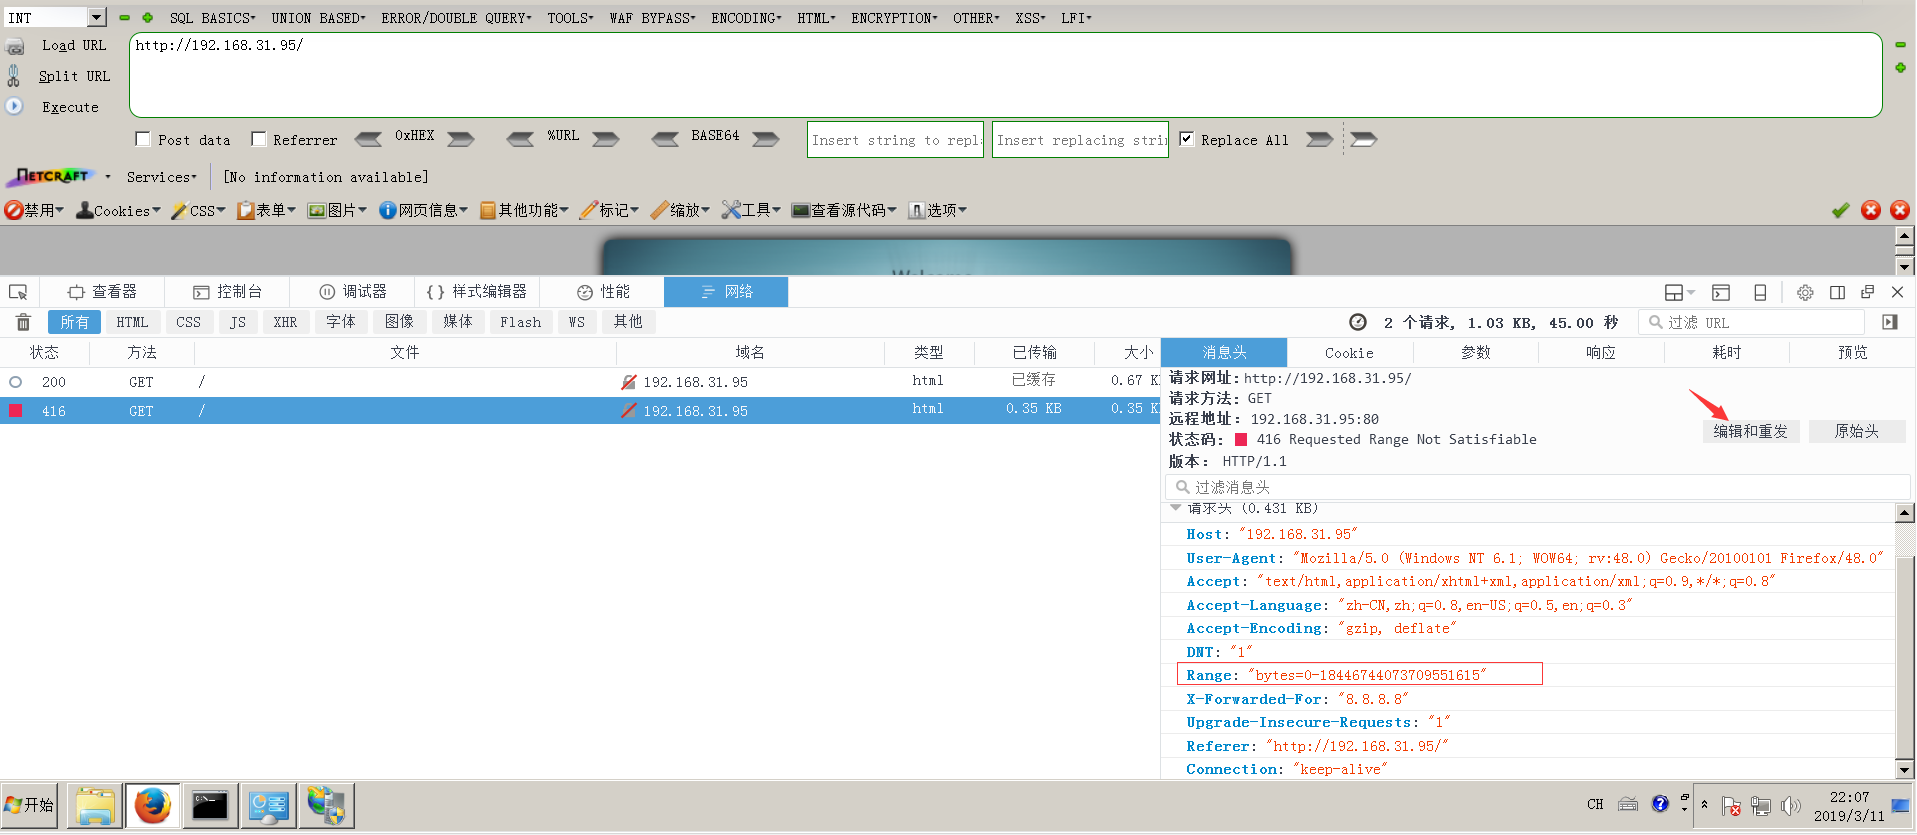 INT SQL BASICS▾ UNION BASED▾ ERROR/DOUBLE QUERY▾ TOOLS▾ WAF BYPASS▾ ENCODING▾ HTML▾ ENCRYPTION▾ OTHER▾ XSS▾ LFI▾
Load URL http://192.168.31.95/
Split URL
Execute
Post data Referrer 0xHEX %URL BASE64 Insert string to repl Insert replacing strin Replace All
NETCRAFT Services▾ [No information available]
禁用▾ Cookies▾ CSS▾ 表单▾ 图片▾ 网页信息▾ 其他功能▾ 标记▾ 缩放▾ 工具▾ 查看源代码▾ 选项▾
Welcome
查看器 控制台 调试器 {} 样式编辑器 性能 网络
所有 HTML CSS JS XHR 字体 图像 媒体 Flash WS 其他 2 个请求, 1.03 KB, 45.00 秒 过滤 URL
状态 方法 文件 域名 类型 已传输 大小 消息头 Cookie 参数 响应 耗时 预览
200 GET / 192.168.31.95 html 已缓存 0.67 K
416 GET / 192.168.31.95 html 0.35 KB 0.35 K
请求网址: http://192.168.31.95/
请求方法: GET
远程地址: 192.168.31.95:80
状态码: 416 Requested Range Not Satisfiable
编辑和重发 原始头
版本: HTTP/1.1
过滤消息头
请求头 (0.431 KB)
Host: "192.168.31.95"
User-Agent: "Mozilla/5.0 (Windows NT 6.1; WOW64; rv:48.0) Gecko/20100101 Firefox/48.0"
Accept: "text/html,application/xhtml+xml,application/xml;q=0.9,*/*;q=0.8"
Accept-Language: "zh-CN,zh;q=0.8,en-US;q=0.5,en;q=0.3"
Accept-Encoding: "gzip, deflate"
DNT: "1"
Range: "bytes=0-18446744073709551615"
X-Forwarded-For: "8.8.8.8"
Upgrade-Insecure-Requests: "1"
Referer: "http://192.168.31.95/"
Connection: "keep-alive"
开始 CH 22:07
2019/3/11